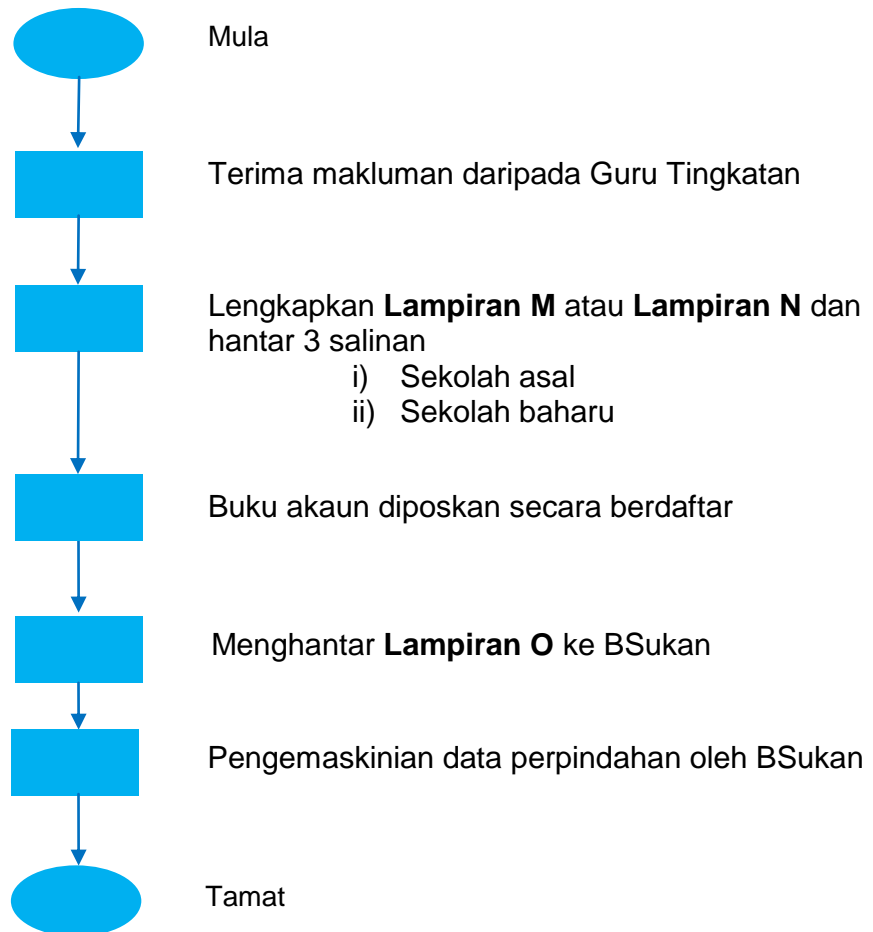 Mula
Terima makluman daripada Guru Tingkatan
Lengkapkan Lampiran M atau Lampiran N dan
hantar 3 salinan
i) Sekolah asal
ii) Sekolah baharu
Buku akaun diposkan secara berdaftar
Menghantar Lampiran O ke BSukan
Pengemaskinian data perpindahan oleh BSukan
Tamat